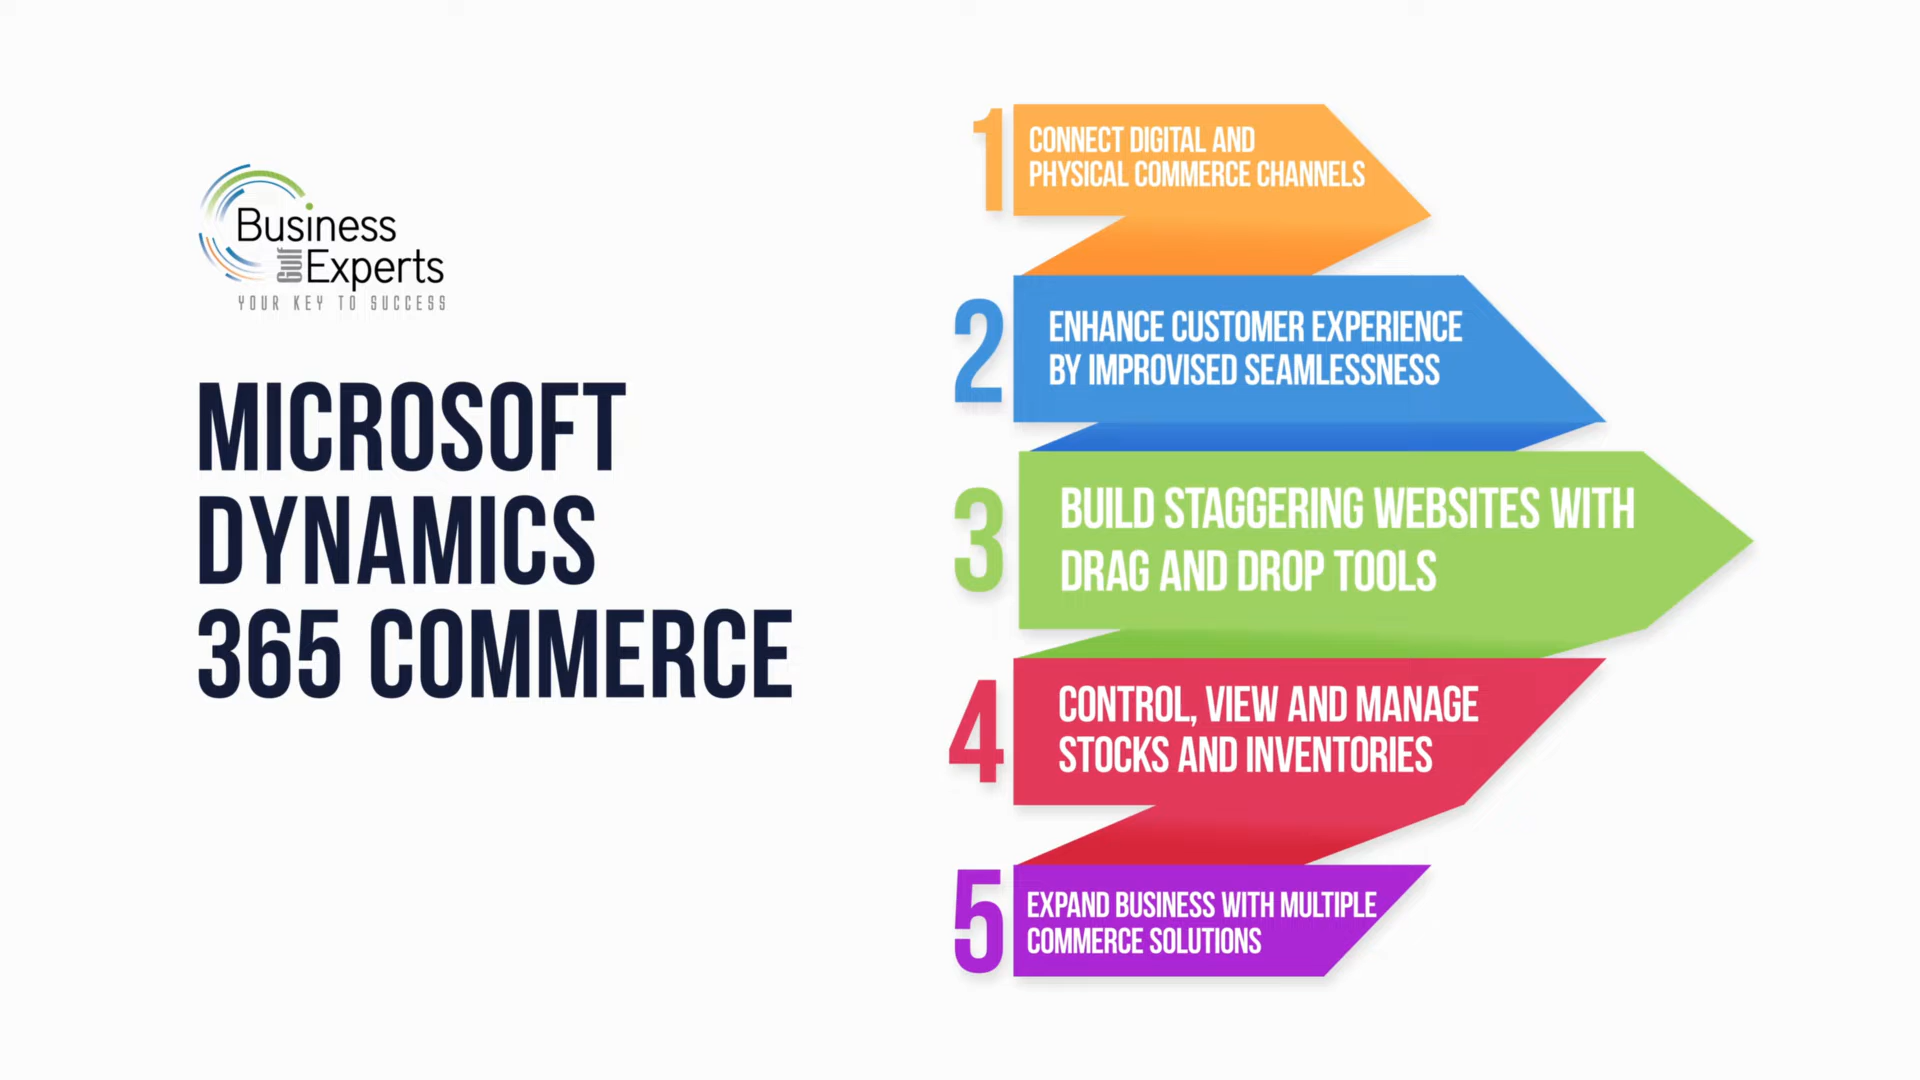 Business
Gulf
Experts
YOUR KEY TO SUCCESS
MICROSOFT
DYNAMICS
365 COMMERCE
1
CONNECT DIGITAL AND
PHYSICAL COMMERCE CHANNELS
2
ENHANCE CUSTOMER EXPERIENCE
BY IMPROVISED SEAMLESSNESS
3
BUILD STAGGERING WEBSITES WITH
DRAG AND DROP TOOLS
4
CONTROL, VIEW AND MANAGE
STOCKS AND INVENTORIES
5
EXPAND BUSINESS WITH MULTIPLE
COMMERCE SOLUTIONS